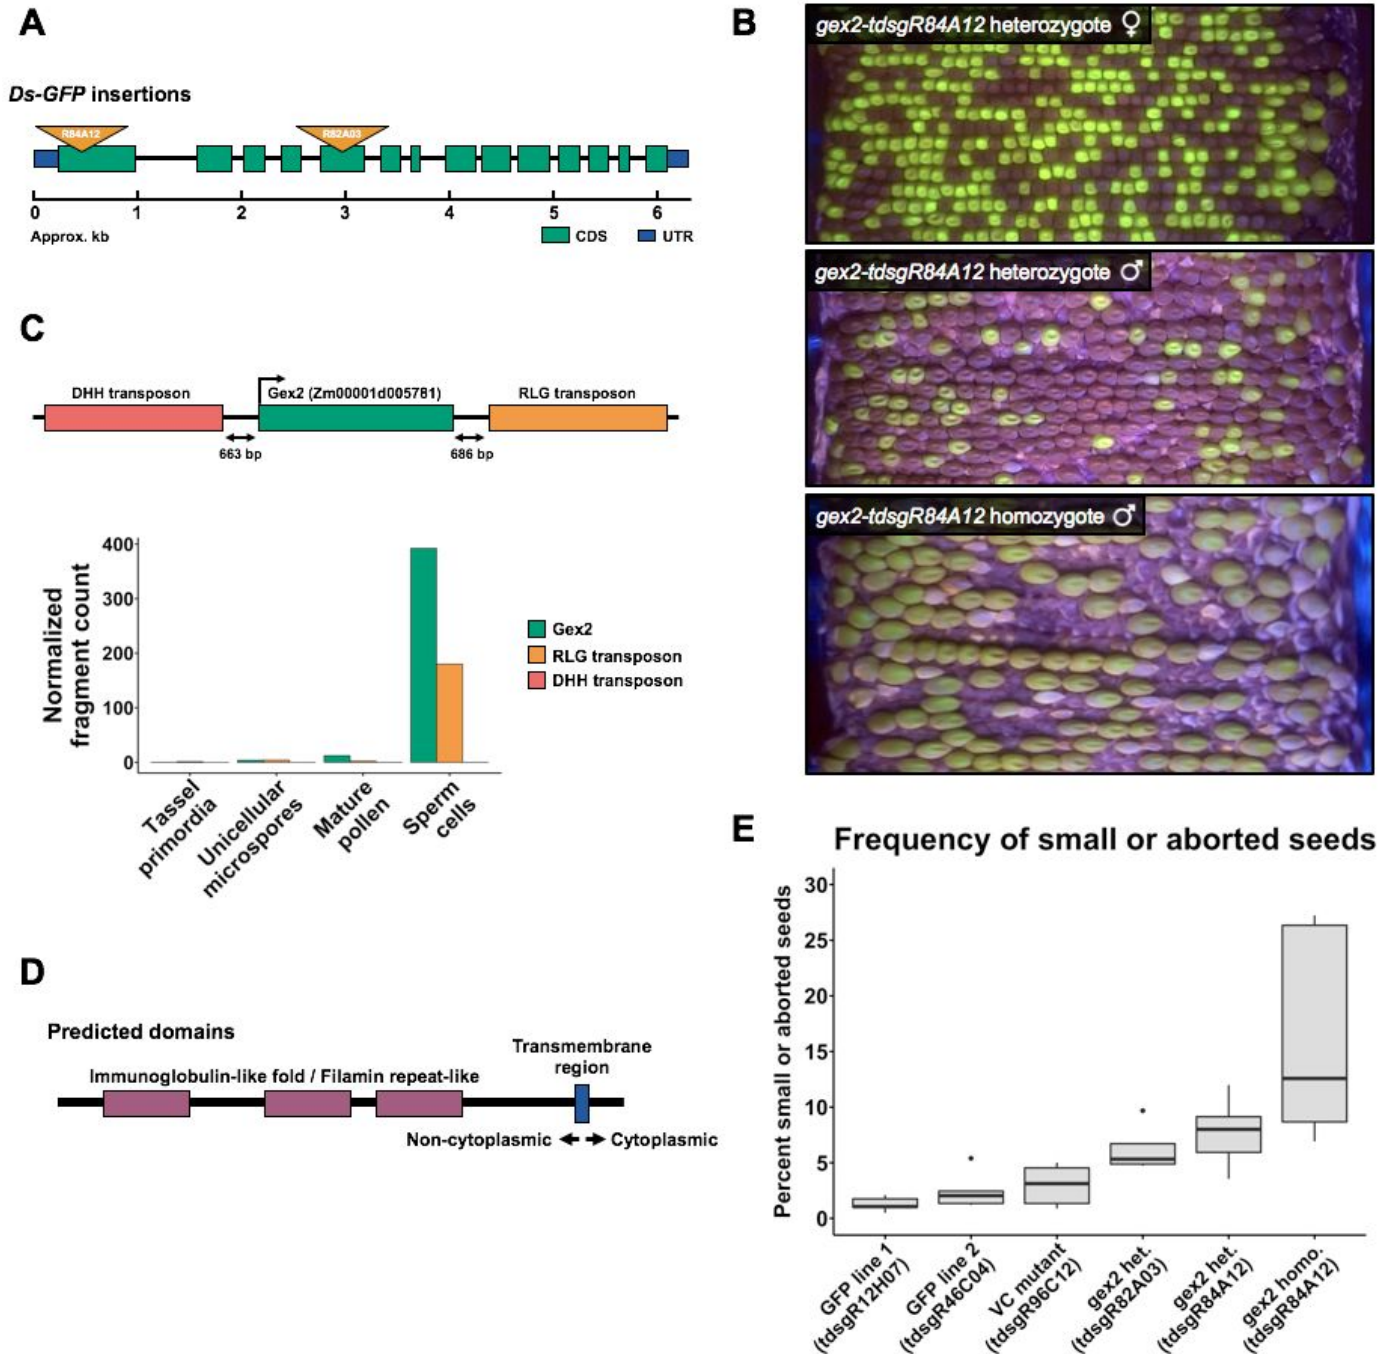 A
Ds-GFP insertions
R84A12
R82A03
0 1 2 3 4 5 6
Approx. kb
CDS
UTR
B
gex2-tdsgR84A12 heterozygote ♀
gex2-tdsgR84A12 heterozygote ♂
gex2-tdsgR84A12 homozygote ♂
C
DHH transposon
Gex2 (Zm00001d005781)
RLG transposon
663 bp
686 bp
Normalized
fragment count
400
300
200
100
0
Tassel
primordia
Unicellular
microspores
Mature
pollen
Sperm
cells
Gex2
RLG transposon
DHH transposon
D
Predicted domains
Immunoglobulin-like fold / Filamin repeat-like
Transmembrane
region
Non-cytoplasmic
Cytoplasmic
E
Frequency of small or aborted seeds
Percent small or aborted seeds
30
25
20
15
10
5
0
GFP line 1
(tdsgR12H07)
GFP line 2
(tdsgR46C04)
VC mutant
(tdsgR96C12)
gex2 het.
(tdsgR82A03)
gex2 het.
(tdsgR84A12)
gex2 homo.
(tdsgR84A12)